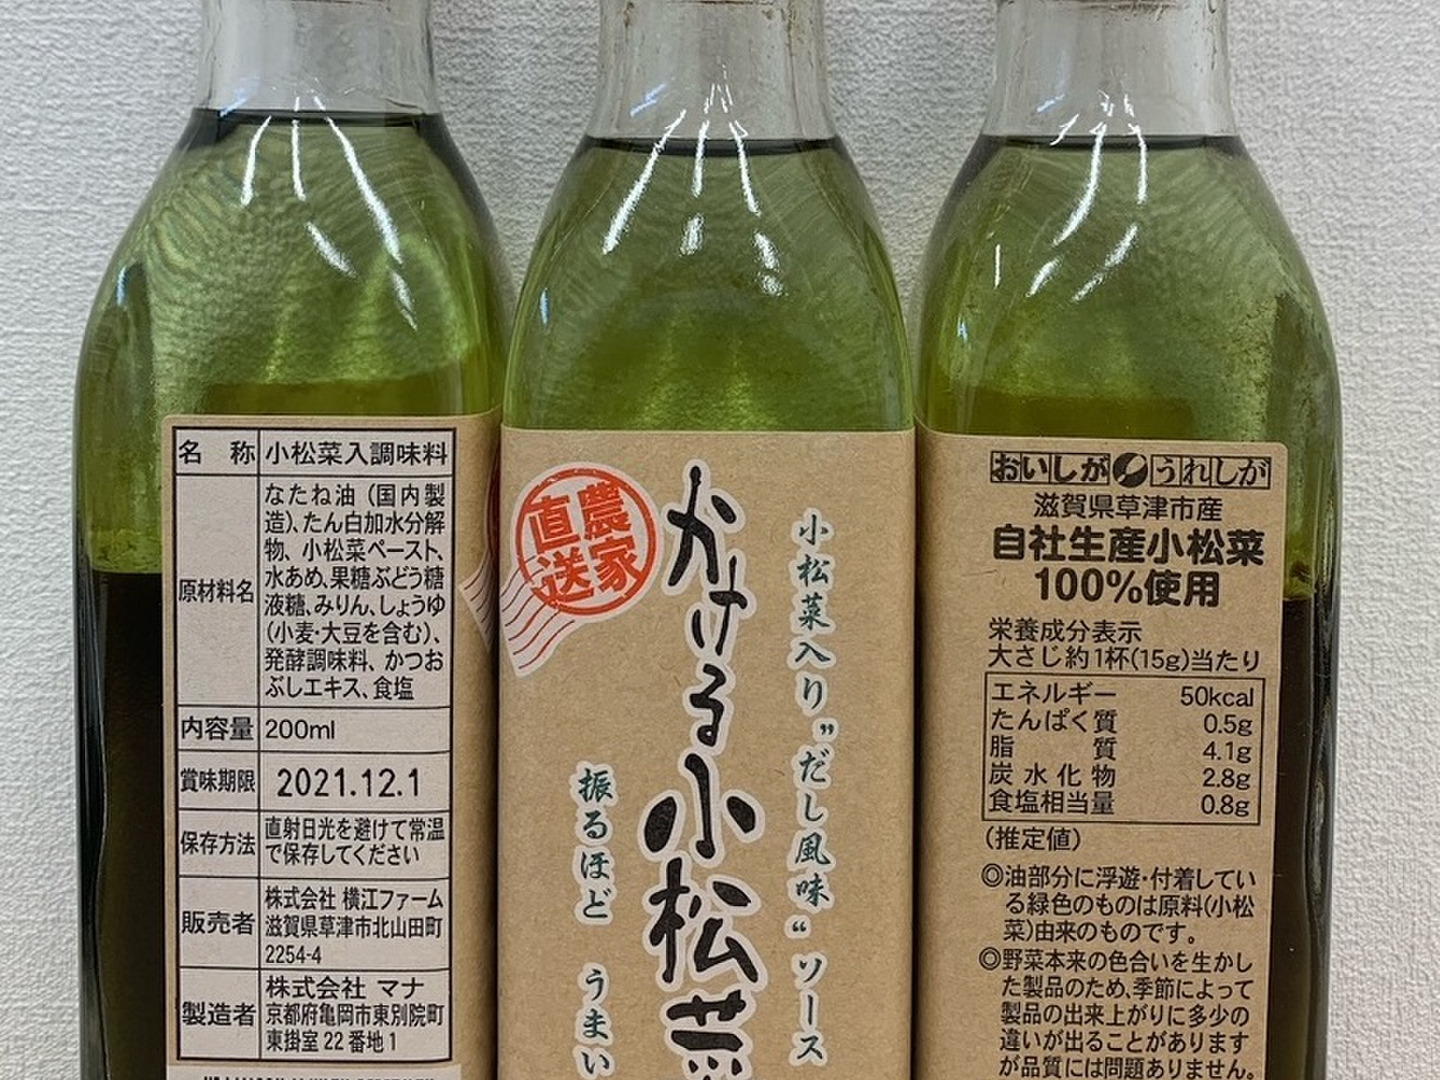 名称 小松菜入調味料
原材料名
なたね油(国内製
造)、たん白加水分解
物、小松菜ペースト、
水あめ、果糖ぶどう糖
液糖、みりん、しょうゆ
(小麦・大豆を含む)、
発酵調味料、かつお
ぶしエキス、食塩
内容量 200ml
賞味期限 2021.12.1
保存方法
直射日光を避けて常温
で保存してください
販売者
株式会社 横江ファーム
滋賀県草津市北山田町
2254-4
製造者
株式会社 マナ
京都府亀岡市東別院町
東掛室 22 番地 1
農家
直送
小松菜入り”だし風味“ソース
かける小松菜
振るほど うまい
おいしが うれしが
滋賀県草津市産
自社生産小松菜
100%使用
栄養成分表示
大さじ約1杯(15g)当たり
エネルギー 50kcal
たんぱく質 0.5g
脂質 4.1g
炭水化物 2.8g
食塩相当量 0.8g
(推定値)
◎油部分に浮遊・付着してい
る緑色のものは原料(小松
菜)由来のものです。
◎野菜本来の色合いを生かし
た製品のため、季節によって
製品の出来上がりに多少の
違いが出ることがあります
が品質には問題ありません。